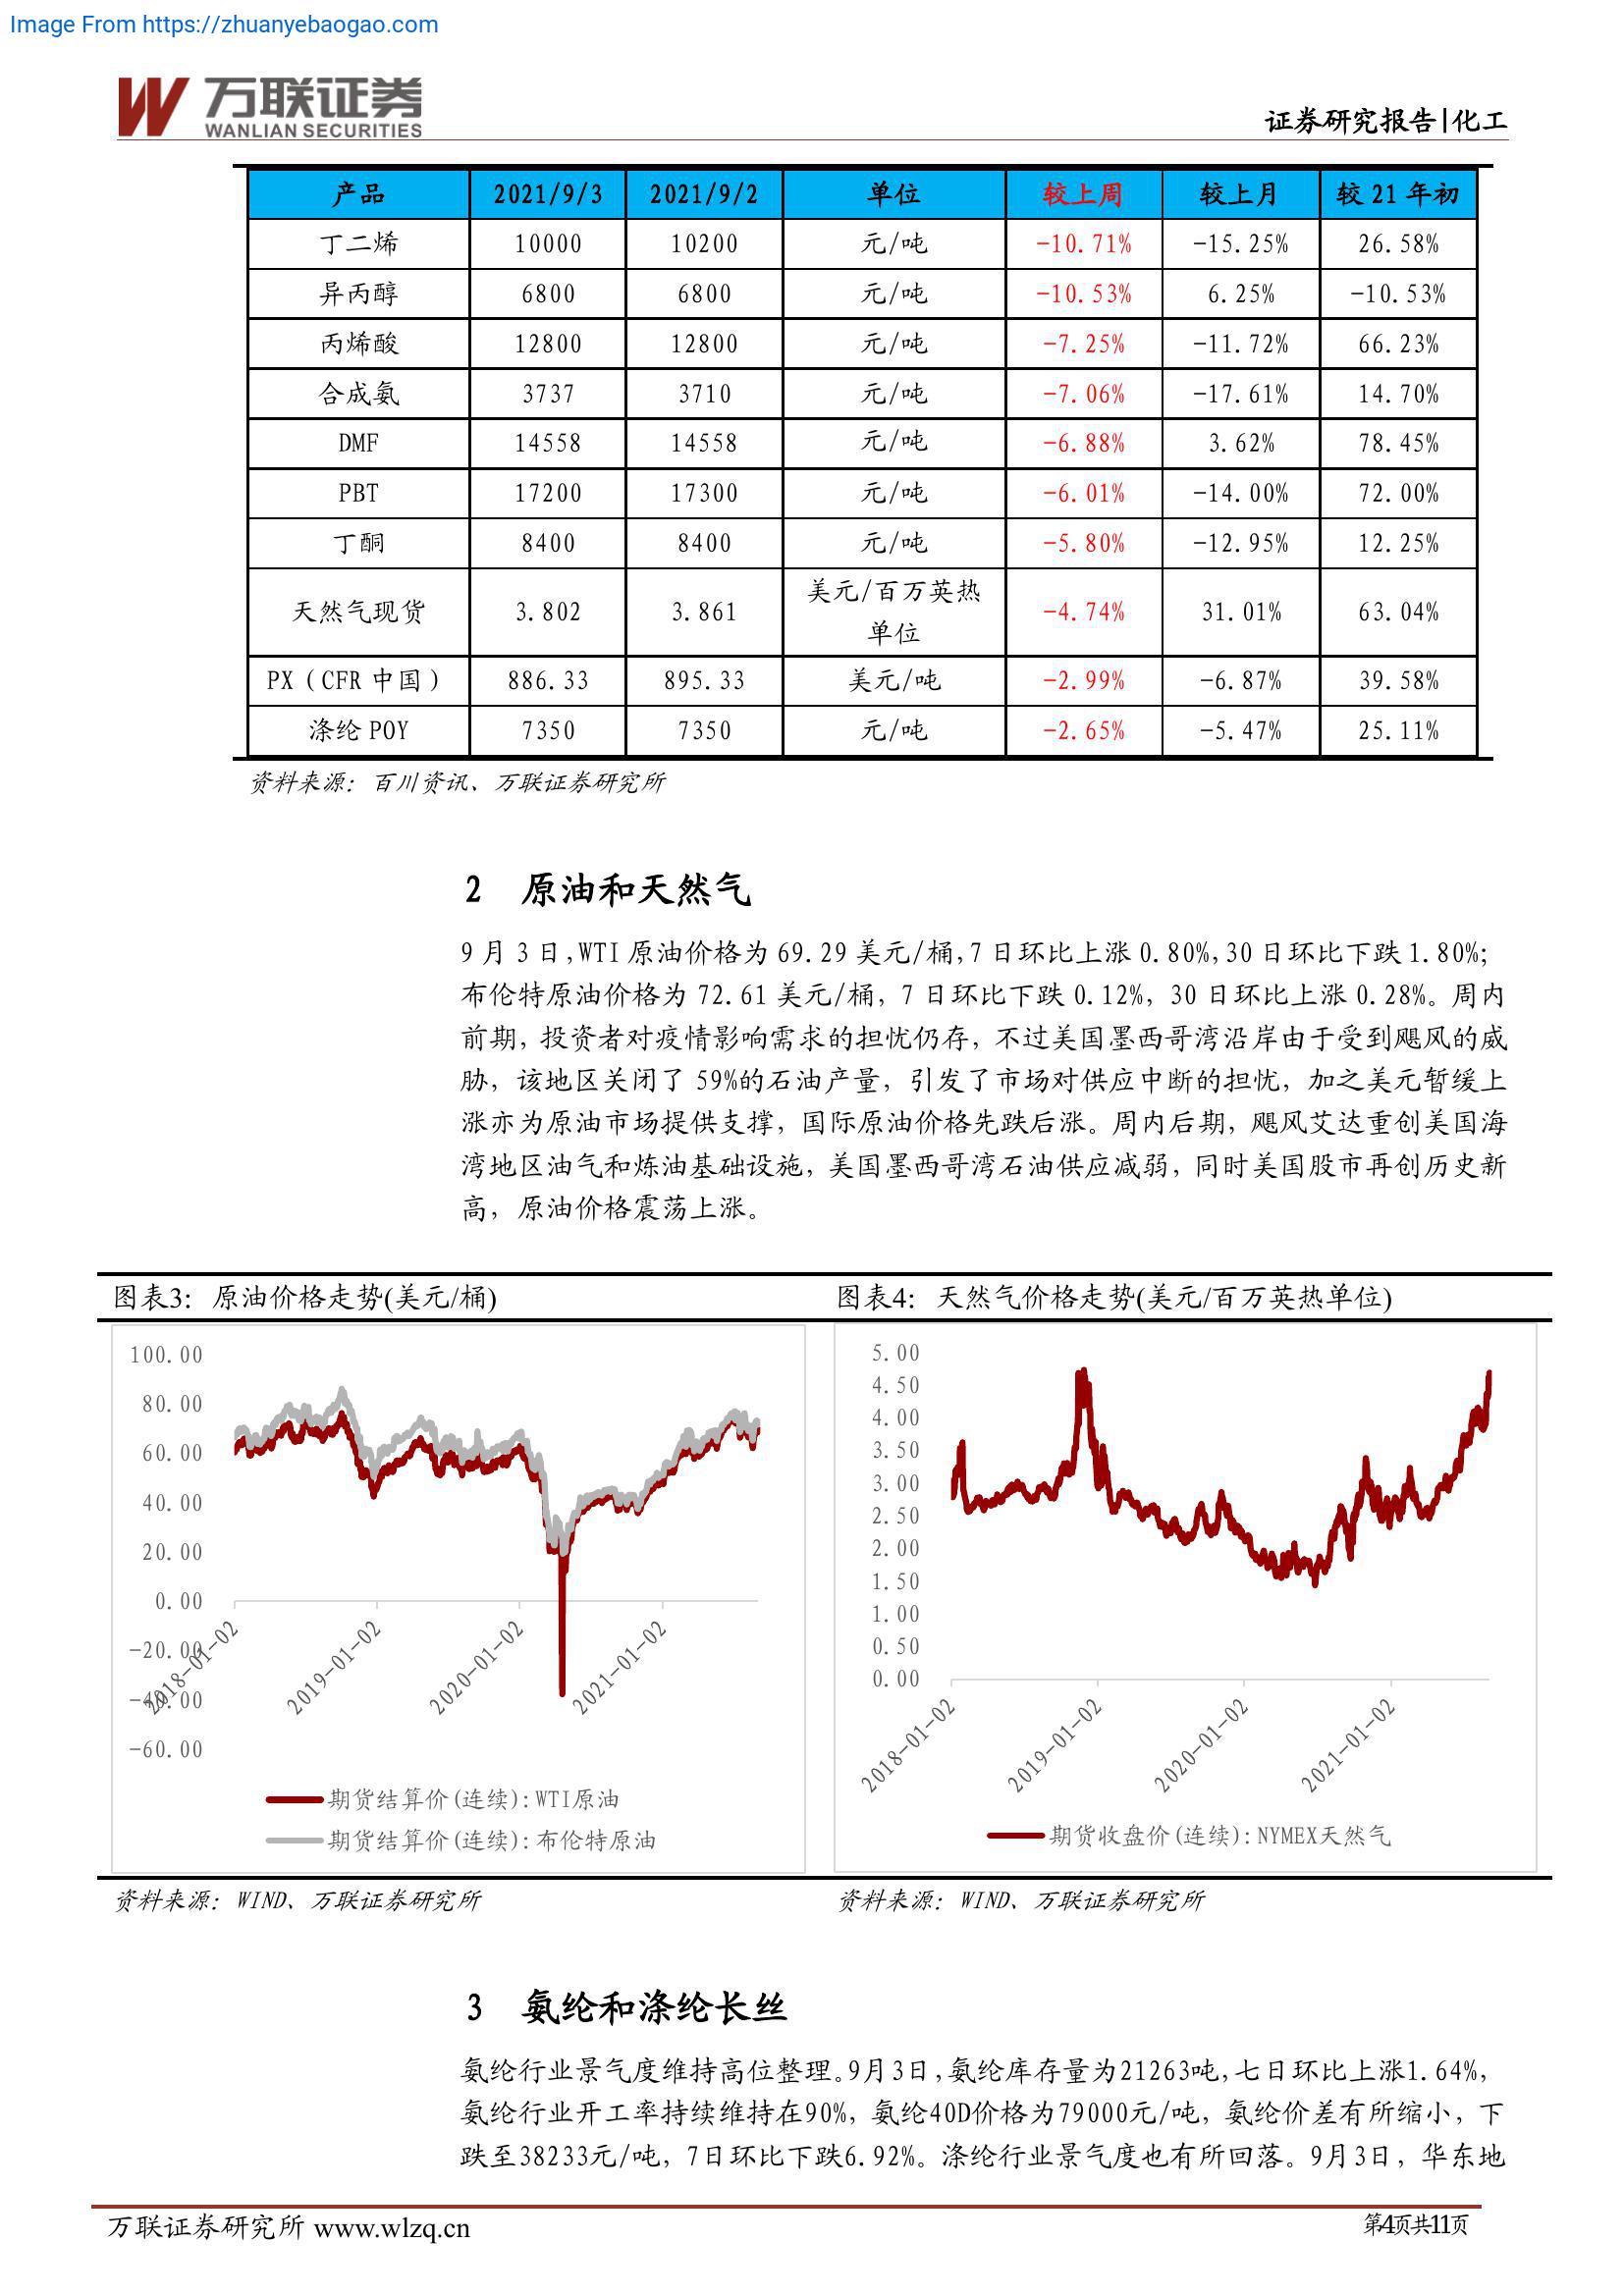 Image From https://zhuanyebaogao.com
万联证券
WANLIAN SECURITIES
证券研究报告|化工
产品 2021/9/3 2021/9/2 单位 较上周 较上月 较 21 年初
丁二烯 10000 10200 元/吨 -10.71% -15.25% 26.58%
异丙醇 6800 6800 元/吨 -10.53% 6.25% -10.53%
丙烯酸 12800 12800 元/吨 -7.25% -11.72% 66.23%
合成氨 3737 3710 元/吨 -7.06% -17.61% 14.70%
DMF 14558 14558 元/吨 -6.88% 3.62% 78.45%
PBT 17200 17300 元/吨 -6.01% -14.00% 72.00%
丁酮 8400 8400 元/吨 -5.80% -12.95% 12.25%
天然气现货 3.802 3.861 美元/百万英热单位 -4.74% 31.01% 63.04%
PX（CFR 中国） 886.33 895.33 美元/吨 -2.99% -6.87% 39.58%
涤纶 POY 7350 7350 元/吨 -2.65% -5.47% 25.11%
资料来源：百川资讯、万联证券研究所
2 原油和天然气
9 月 3 日,WTI 原油价格为 69.29 美元/桶,7 日环比上涨 0.80%,30 日环比下跌 1.80%;
布伦特原油价格为 72.61 美元/桶，7 日环比下跌 0.12%，30 日环比上涨 0.28%。周内
前期，投资者对疫情影响需求的担忧仍存，不过美国墨西哥湾沿岸由于受到飓风的威
胁，该地区关闭了 59%的石油产量，引发了市场对供应中断的担忧，加之美元暂缓上
涨亦为原油市场提供支撑，国际原油价格先跌后涨。周内后期，飓风艾达重创美国海
湾地区油气和炼油基础设施，美国墨西哥湾石油供应减弱，同时美国股市再创历史新
高，原油价格震荡上涨。
图表3：原油价格走势(美元/桶)
100.00
80.00
60.00
40.00
20.00
0.00
-20.00
-40.00
-60.00
2018-01-02 2019-01-02 2020-01-02 2021-01-02
期货结算价(连续):WTI原油
期货结算价(连续):布伦特原油
资料来源：WIND、万联证券研究所
图表4：天然气价格走势(美元/百万英热单位)
5.00
4.50
4.00
3.50
3.00
2.50
2.00
1.50
1.00
0.50
0.00
2018-01-02 2019-01-02 2020-01-02 2021-01-02
期货收盘价(连续):NYMEX天然气
资料来源：WIND、万联证券研究所
3 氨纶和涤纶长丝
氨纶行业景气度维持高位整理。9月3日,氨纶库存量为21263吨,七日环比上涨1.64%,
氨纶行业开工率持续维持在90%，氨纶40D价格为79000元/吨，氨纶价差有所缩小，下
跌至38233元/吨，7日环比下跌6.92%。涤纶行业景气度也有所回落。9月3日，华东地
万联证券研究所 www.wlzq.cn
第4页共11页